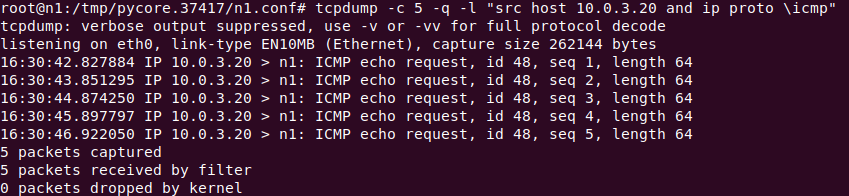 root@n1:/tmp/pycore.37417/n1.conf# tcpdump -c 5 -q -l "src host 10.0.3.20 and ip proto \icmp"
tcpdump: verbose output suppressed, use -v or -vv for full protocol decode
listening on eth0, link-type EN10MB (Ethernet), capture size 262144 bytes
16:30:42.827884 IP 10.0.3.20 > n1: ICMP echo request, id 48, seq 1, length 64
16:30:43.851295 IP 10.0.3.20 > n1: ICMP echo request, id 48, seq 2, length 64
16:30:44.874250 IP 10.0.3.20 > n1: ICMP echo request, id 48, seq 3, length 64
16:30:45.897797 IP 10.0.3.20 > n1: ICMP echo request, id 48, seq 4, length 64
16:30:46.922050 IP 10.0.3.20 > n1: ICMP echo request, id 48, seq 5, length 64
5 packets captured
5 packets received by filter
0 packets dropped by kernel